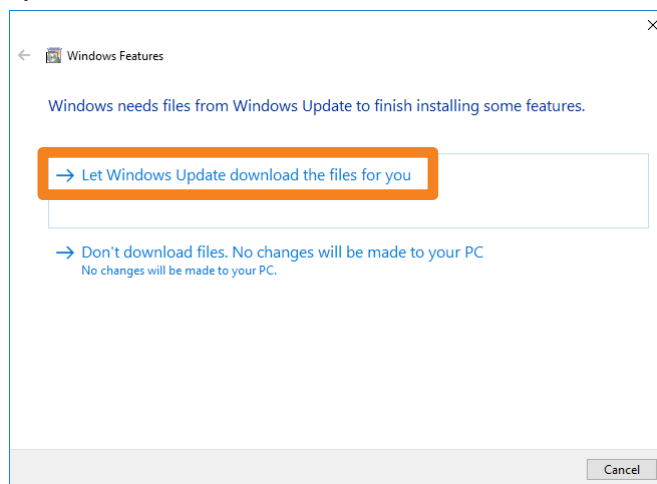 Windows Features
Windows needs files from Windows Update to finish installing some features.
Let Windows Update download the files for you
Don't download files. No changes will be made to your PC
No changes will be made to your PC.
Cancel